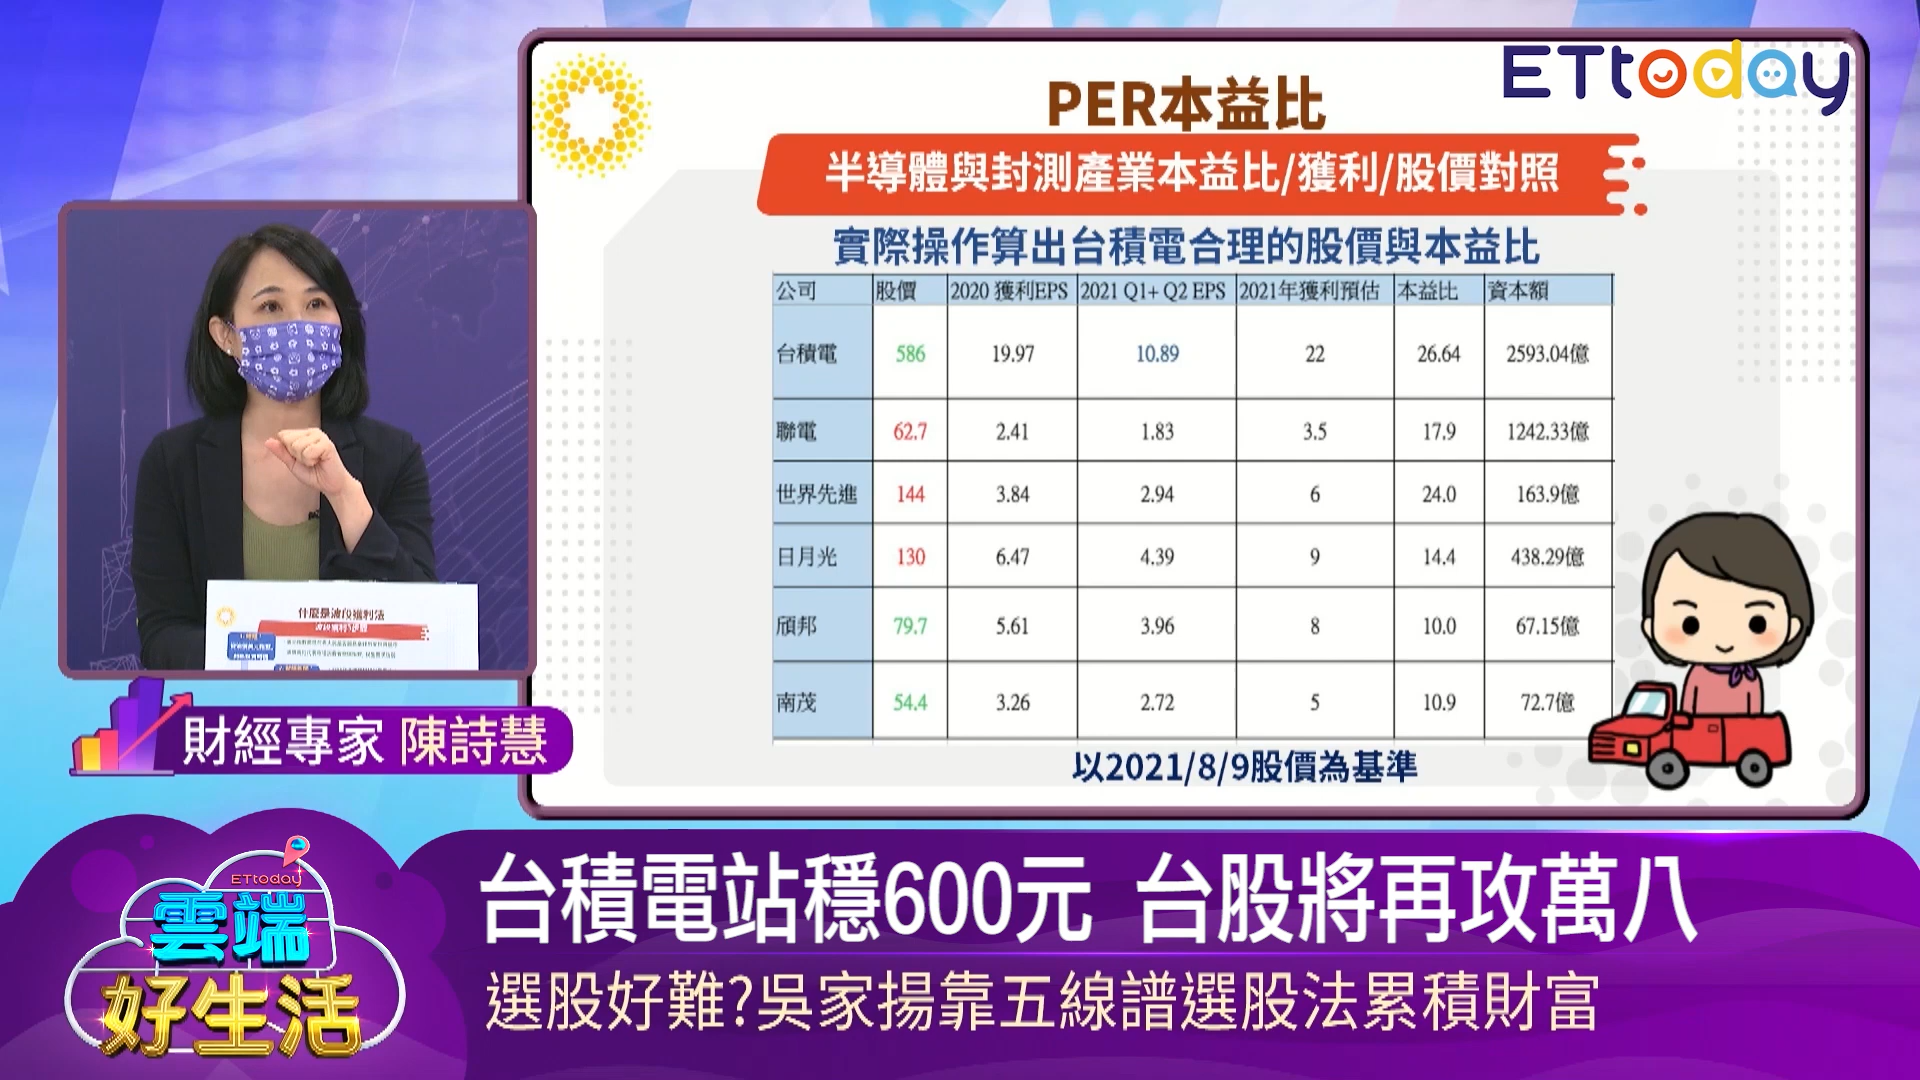 ETtoday
PER本益比
半導體與封測產業本益比/獲利/股價對照
實際操作算出台積電合理的股價與本益比
公司 股價 2020 獲利EPS 2021 Q1+ Q2 EPS 2021年獲利預估 本益比 資本額
台積電 586 19.97 10.89 22 26.64 2593.04億
聯電 62.7 2.41 1.83 3.5 17.9 1242.33億
世界先進 144 3.84 2.94 6 24.0 163.9億
日月光 130 6.47 4.39 9 14.4 438.29億
頎邦 79.7 5.61 3.96 8 10.0 67.15億
南茂 54.4 3.26 2.72 5 10.9 72.7億
以2021/8/9股價為基準
什麼是波段獲利法
財經專家 陳詩慧
ETtoday
雲端
好生活
台積電站穩600元 台股將再攻萬八
選股好難?吳家揚靠五線譜選股法累積財富